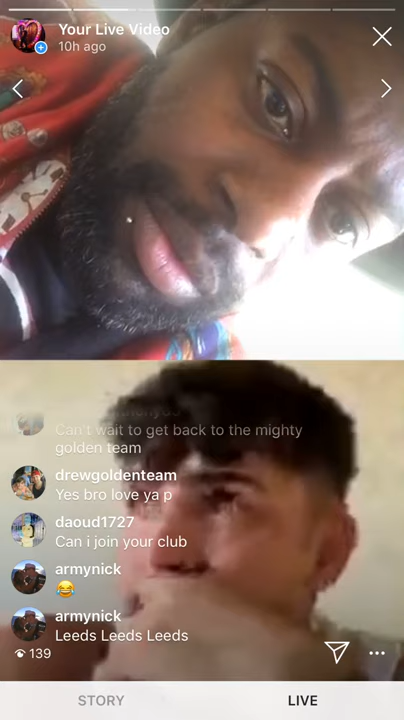 Your Live Video
10h ago
Can't wait to get back to the mighty
golden team
drewgoldenteam
Yes bro love ya p
daoud1727
Can i join your club
armynick
😂
armynick
Leeds Leeds Leeds
139
STORY
LIVE